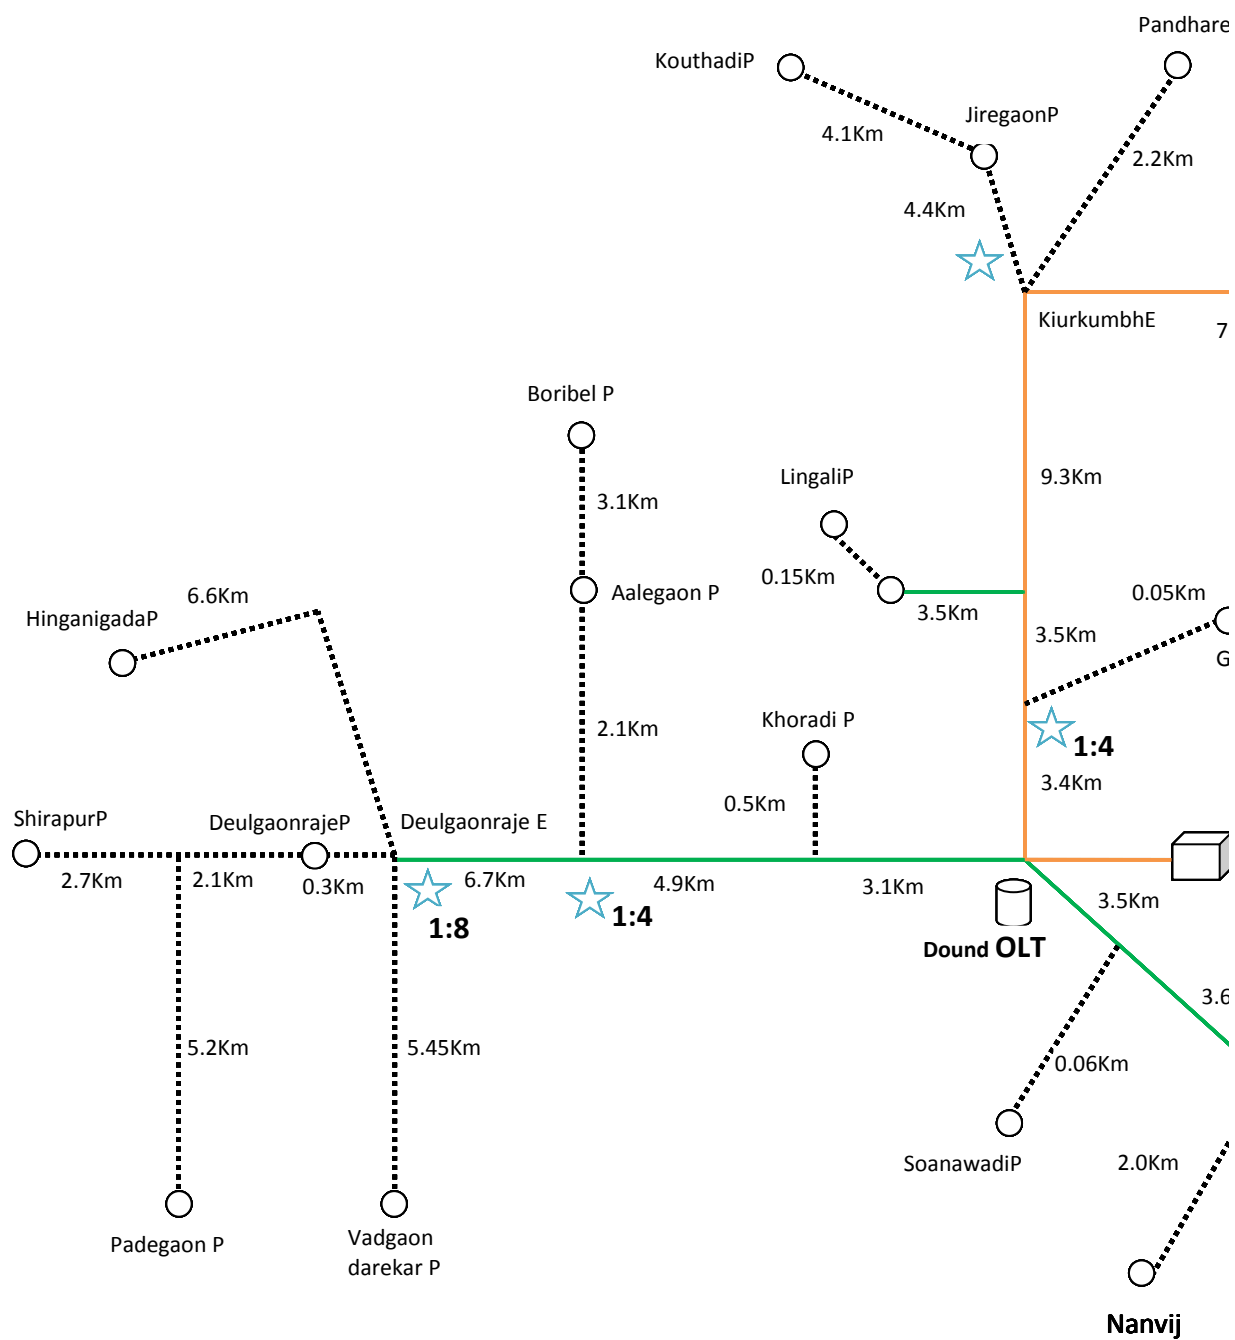 Pandhare
KouthadiP
JiregaonP
4.1Km
2.2Km
4.4Km
KiurkumbhE
7
Boribel P
LingaliP
9.3Km
3.1Km
0.15Km
Aalegaon P
6.6Km
0.05Km
HinganigadaP
3.5Km
3.5Km
G
Khoradi P
2.1Km
1:4
0.5Km
3.4Km
ShirapurP
DeulgaonrajeP
Deulgaonraje E
2.7Km
2.1Km
0.3Km
6.7Km
4.9Km
3.1Km
3.5Km
1:8
1:4
Dound OLT
3.6
5.2Km
5.45Km
0.06Km
SoanawadiP
2.0Km
Padegaon P
Vadgaon
darekar P
Nanvij